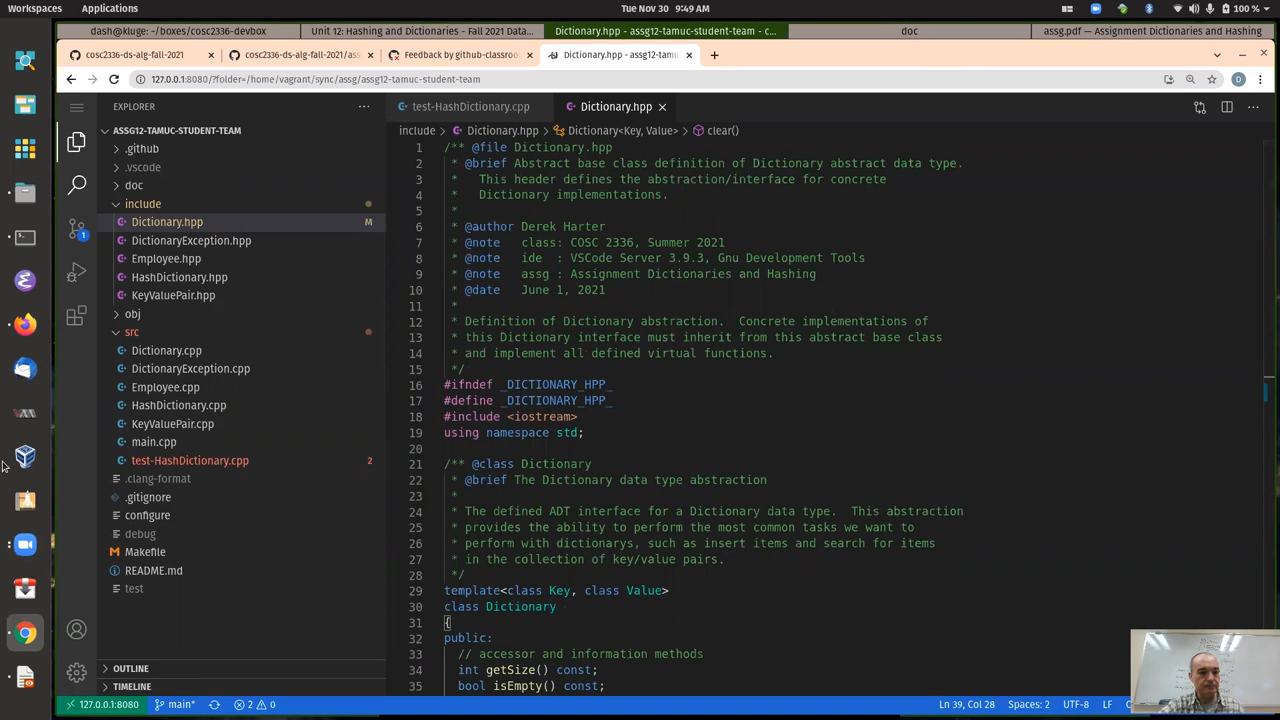 Workspaces Applications Tue Nov 30 9:49 AM 100 %
dash@kluge: ~/boxes/cosc2336-devbox Unit 12: Hashing and Dictionaries - Fall 2021 Data... Dictionary.hpp - assg12-tamuc-student-team - c... doc assg.pdf — Assignment Dictionaries and Hashing
cosc2336-ds-alg-fall-2021 cosc2336-ds-alg-fall-2021/as Feedback by github-classroo Dictionary.hpp - assg12-tamu
127.0.0.1:8080/?folder=/home/vagrant/sync/assg/assg12-tamuc-student-team D
EXPLORER
ASSG12-TAMUC-STUDENT-TEAM
.github
.vscode
doc
include
Dictionary.hpp M
DictionaryException.hpp
Employee.hpp
HashDictionary.hpp
KeyValuePair.hpp
obj
src
Dictionary.cpp
DictionaryException.cpp
Employee.cpp
HashDictionary.cpp
KeyValuePair.cpp
main.cpp
test-HashDictionary.cpp 2
.clang-format
.gitignore
configure
debug
Makefile
README.md
test
OUTLINE
TIMELINE
1
test-HashDictionary.cpp Dictionary.hpp
include > Dictionary.hpp > Dictionary<Key, Value> > clear()
1 /** @file Dictionary.hpp
2 * @brief Abstract base class definition of Dictionary abstract data type.
3 * This header defines the abstraction/interface for concrete
4 * Dictionary implementations.
5 *
6 * @author Derek Harter
7 * @note class: COSC 2336, Summer 2021
8 * @note ide : VSCode Server 3.9.3, Gnu Development Tools
9 * @note assg : Assignment Dictionaries and Hashing
10 * @date June 1, 2021
11 *
12 * Definition of Dictionary abstraction. Concrete implementations of
13 * this Dictionary interface must inherit from this abstract base class
14 * and implement all defined virtual functions.
15 */
16 #ifndef _DICTIONARY_HPP_
17 #define _DICTIONARY_HPP_
18 #include <iostream>
19 using namespace std;
20
21 /** @class Dictionary
22 * @brief The Dictionary data type abstraction
23 *
24 * The defined ADT interface for a Dictionary data type. This abstraction
25 * provides the ability to perform the most common tasks we want to
26 * perform with dictionarys, such as insert items and search for items
27 * in the collection of key/value pairs.
28 */
29 template<class Key, class Value>
30 class Dictionary
31 {
32 public:
33 // accessor and information methods
34 int getSize() const;
35 bool isEmpty() const;
127.0.0.1:8080 main* 2 0 Ln 39, Col 28 Spaces: 2 UTF-8 LF